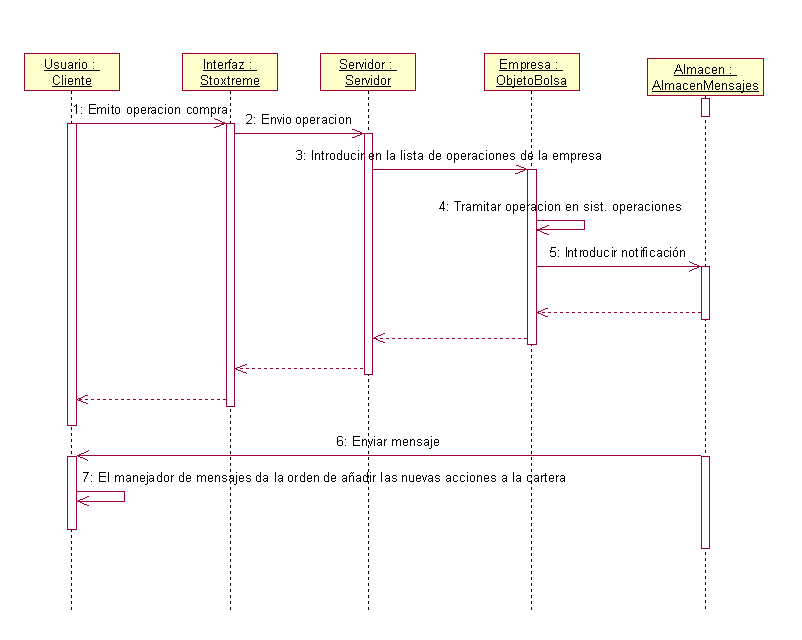 Usuario :
Cliente
Interfaz :
Stoxtreme
Servidor :
Servidor
Empresa :
ObjetoBolsa
Almacen :
AlmacenMensajes
1: Emito operacion compra
2: Envio operacion
3: Introducir en la lista de operaciones de la empresa
4: Tramitar operacion en sist. operaciones
5: Introducir notificación
6: Enviar mensaje
7: El manejador de mensajes da la orden de añadir las nuevas acciones a la cartera